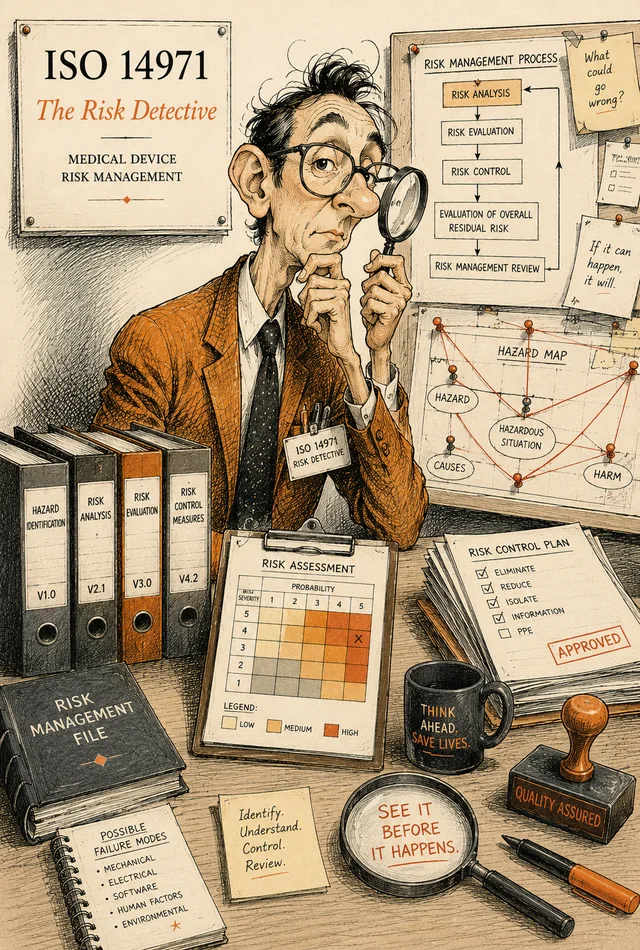 ISO 14971
The Risk Detective
MEDICAL DEVICE
RISK MANAGEMENT
RISK MANAGEMENT PROCESS
RISK ANALYSIS
RISK EVALUATION
RISK CONTROL
EVALUATION OF OVERALL
RESIDUAL RISK
RISK MANAGEMENT REVIEW
What
could
go
wrong?
If it can
happen,
it will.
HAZARD MAP
HAZARD
HAZARDOUS
SITUATION
CAUSES
HARM
ISO 14971
RISK DETECTIVE
HAZARD
IDENTIFICATION
V1.0
RISK
ANALYSIS
V2.1
RISK
EVALUATION
V3.0
RISK
CONTROL
MEASURES
V4.2
RISK ASSESSMENT
PROBABILITY
SEVERITY
1 2 3 4 5
5
4 X
3
2
1
LEGEND:
LOW MEDIUM HIGH
RISK CONTROL PLAN
ELIMINATE
REDUCE
ISOLATE
INFORMATION
PPE
APPROVED
RISK
MANAGEMENT
FILE
THINK
AHEAD.
SAVE LIVES.
QUALITY ASSURED
POSSIBLE
FAILURE MODES
• MECHANICAL
• ELECTRICAL
• SOFTWARE
• HUMAN FACTORS
• ENVIRONMENTAL
Identify.
Understand.
Control.
Review.
SEE IT
BEFORE
IT HAPPENS.